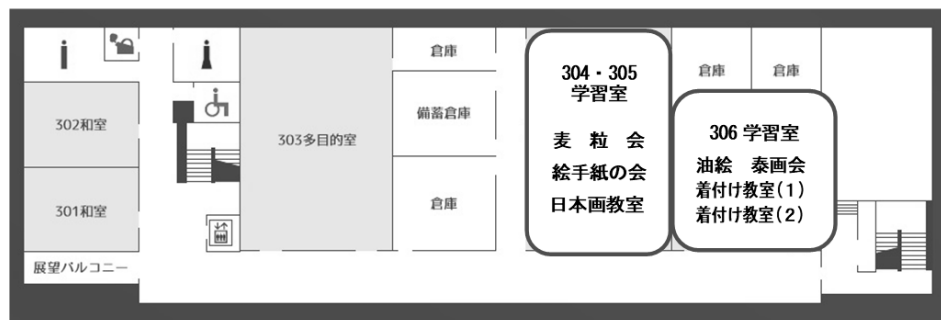 302和室
301和室
展望バルコニー
303多目的室
倉庫
備蓄倉庫
倉庫
304・305
学習室
麦　粒　会
絵手紙の会
日本画教室
倉庫
倉庫
306 学習室
油絵　泰画会
着付け教室(1)
着付け教室(2)